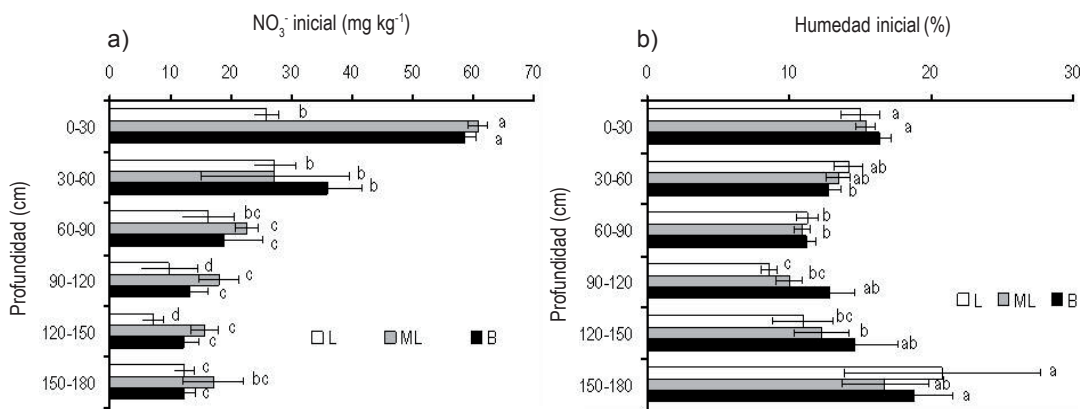 a)
NO₃⁻ inicial (mg kg⁻¹)
0 10 20 30 40 50 60 70
Profundidad (cm)
0-30
b
a
a
30-60
b
b
b
60-90
bc
c
c
90-120
d
c
c
120-150
d
c
c
150-180
c
bc
c
L ML B
b)
Humedad inicial (%)
0 10 20 30
Profundidad (cm)
0-30
a
a
30-60
ab
ab
b
60-90
b
b
90-120
c
bc
ab
120-150
bc
b
ab
150-180
a
ab
a
L ML B